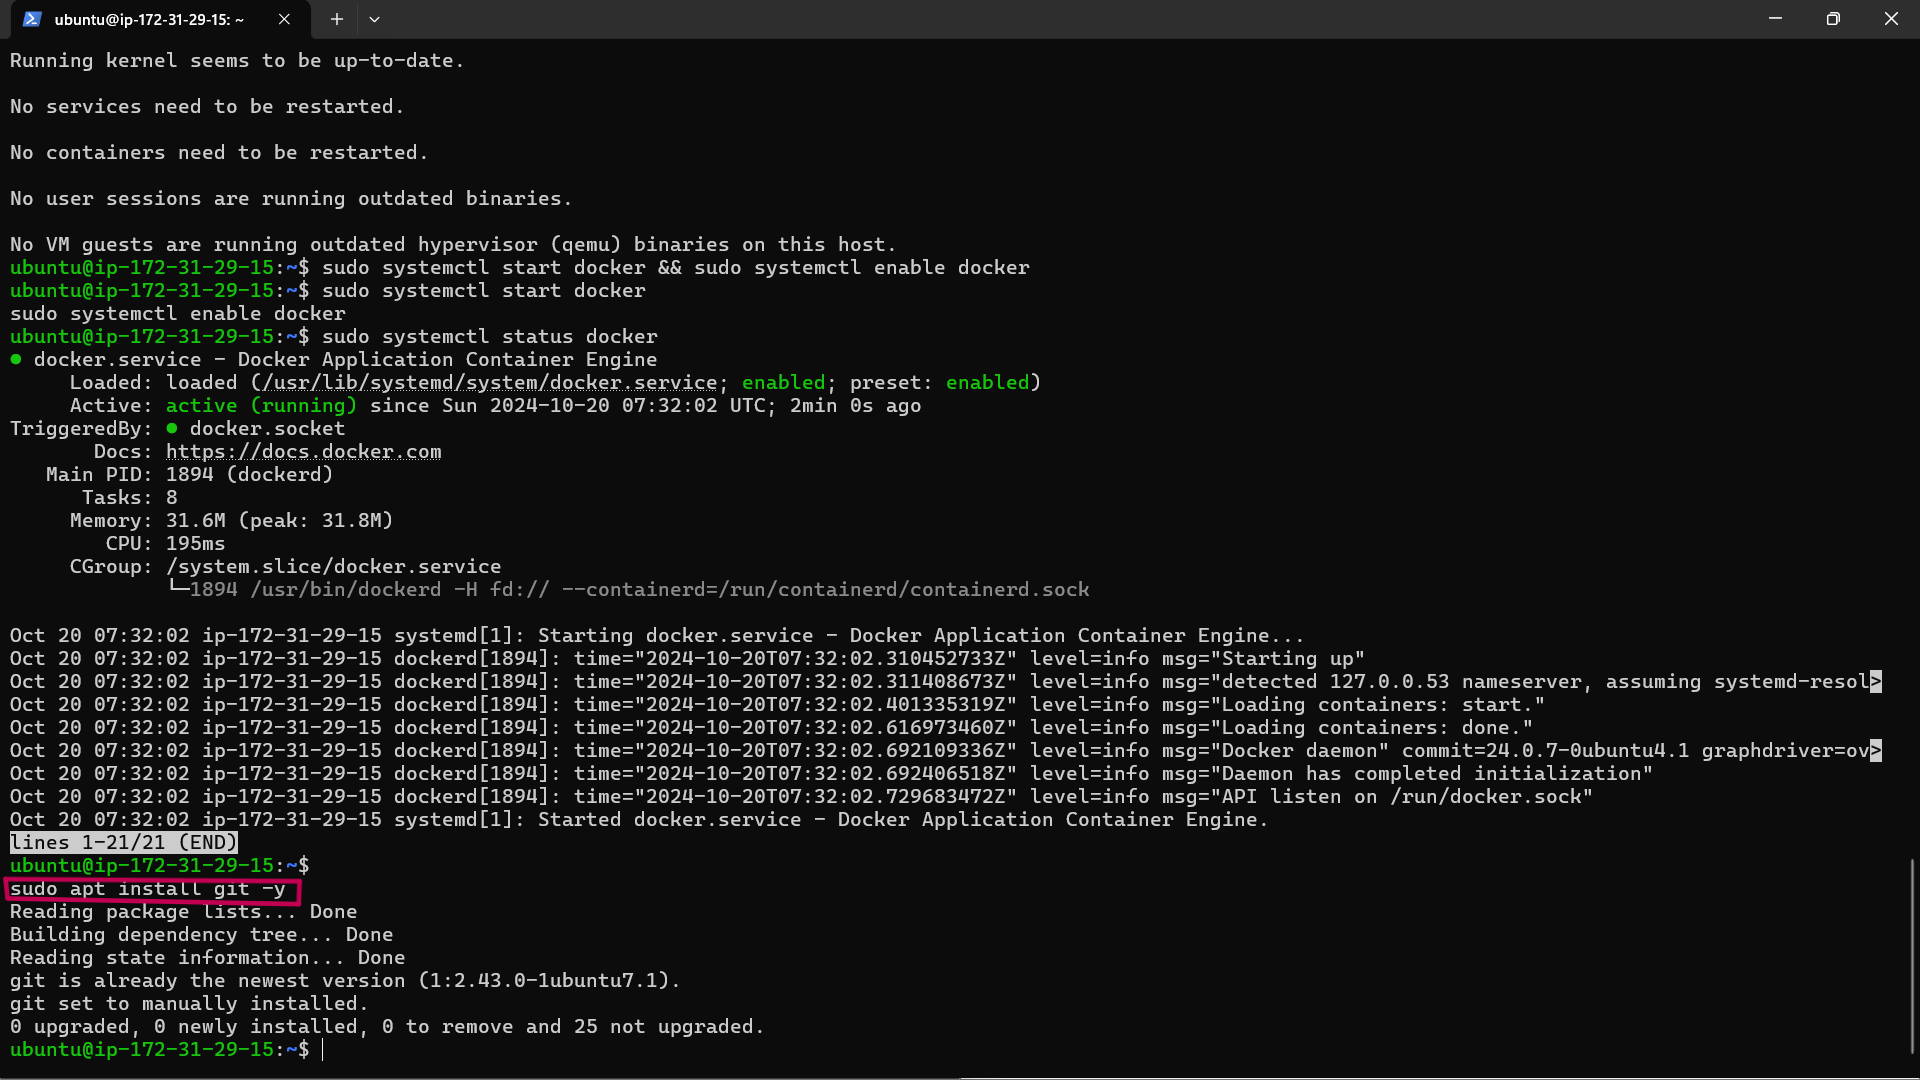 ubuntu@ip-172-31-29-15: ~
Running kernel seems to be up-to-date.
No services need to be restarted.
No containers need to be restarted.
No user sessions are running outdated binaries.
No VM guests are running outdated hypervisor (qemu) binaries on this host.
ubuntu@ip-172-31-29-15:~$ sudo systemctl start docker && sudo systemctl enable docker
ubuntu@ip-172-31-29-15:~$ sudo systemctl start docker
sudo systemctl enable docker
ubuntu@ip-172-31-29-15:~$ sudo systemctl status docker
● docker.service - Docker Application Container Engine
     Loaded: loaded (/usr/lib/systemd/system/docker.service; enabled; preset: enabled)
     Active: active (running) since Sun 2024-10-20 07:32:02 UTC; 2min 0s ago
TriggeredBy: ● docker.socket
       Docs: https://docs.docker.com
   Main PID: 1894 (dockerd)
      Tasks: 8
     Memory: 31.6M (peak: 31.8M)
        CPU: 195ms
     CGroup: /system.slice/docker.service
             └─1894 /usr/bin/dockerd -H fd:// --containerd=/run/containerd/containerd.sock
Oct 20 07:32:02 ip-172-31-29-15 systemd[1]: Starting docker.service - Docker Application Container Engine...
Oct 20 07:32:02 ip-172-31-29-15 dockerd[1894]: time="2024-10-20T07:32:02.310452733Z" level=info msg="Starting up"
Oct 20 07:32:02 ip-172-31-29-15 dockerd[1894]: time="2024-10-20T07:32:02.311408673Z" level=info msg="detected 127.0.0.53 nameserver, assuming systemd-resol>
Oct 20 07:32:02 ip-172-31-29-15 dockerd[1894]: time="2024-10-20T07:32:02.401335319Z" level=info msg="Loading containers: start."
Oct 20 07:32:02 ip-172-31-29-15 dockerd[1894]: time="2024-10-20T07:32:02.616973460Z" level=info msg="Loading containers: done."
Oct 20 07:32:02 ip-172-31-29-15 dockerd[1894]: time="2024-10-20T07:32:02.692109336Z" level=info msg="Docker daemon" commit=24.0.7-0ubuntu4.1 graphdriver=ov>
Oct 20 07:32:02 ip-172-31-29-15 dockerd[1894]: time="2024-10-20T07:32:02.692406518Z" level=info msg="Daemon has completed initialization"
Oct 20 07:32:02 ip-172-31-29-15 dockerd[1894]: time="2024-10-20T07:32:02.729683472Z" level=info msg="API listen on /run/docker.sock"
Oct 20 07:32:02 ip-172-31-29-15 systemd[1]: Started docker.service - Docker Application Container Engine.
lines 1-21/21 (END)
ubuntu@ip-172-31-29-15:~$
sudo apt install git -y
Reading package lists... Done
Building dependency tree... Done
Reading state information... Done
git is already the newest version (1:2.43.0-1ubuntu7.1).
git set to manually installed.
0 upgraded, 0 newly installed, 0 to remove and 25 not upgraded.
ubuntu@ip-172-31-29-15:~$